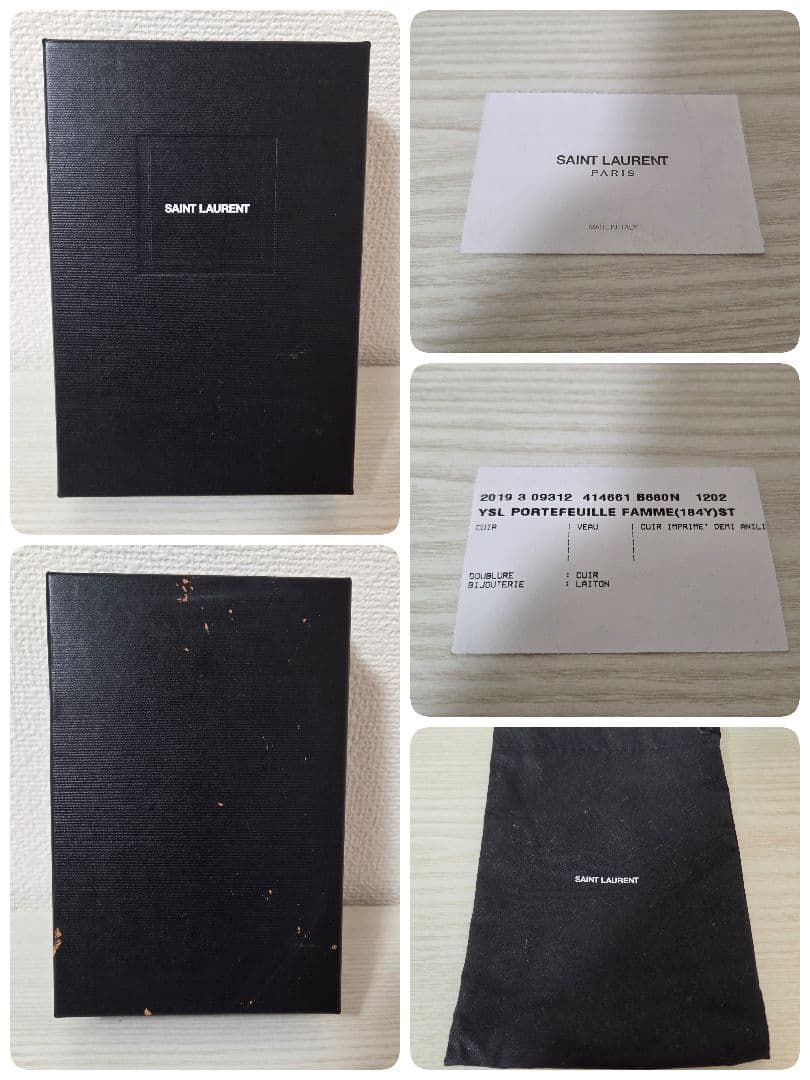 SAINT LAURENT
SAINT LAURENT
PARIS
MADE IN ITALY
2019 3 09312 414661 B680N 1202
YSL PORTEFEUILLE FAMME(184Y)ST
CUIR | VEAU | CUIR IMPRIME' DEMI ANILI
DOUBLURE : CUIR
BIJOUTERIE : LAITON
SAINT LAURENT